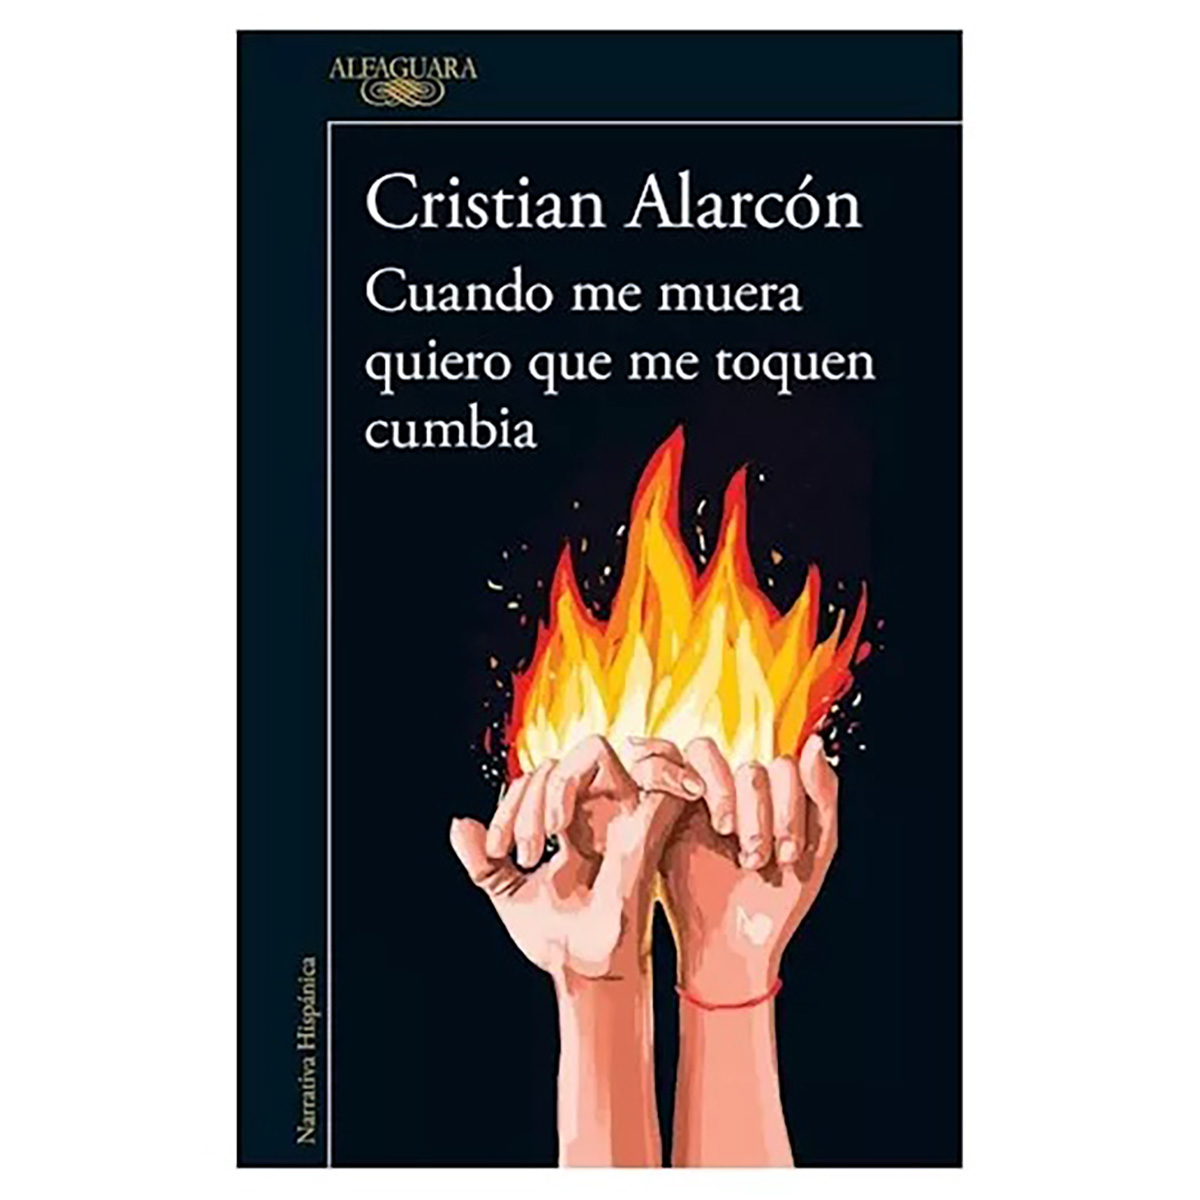 ALFAGUARA
Cristian Alarcón
Cuando me muera
quiero que me toquen
cumbia
Narrativa Hispánica